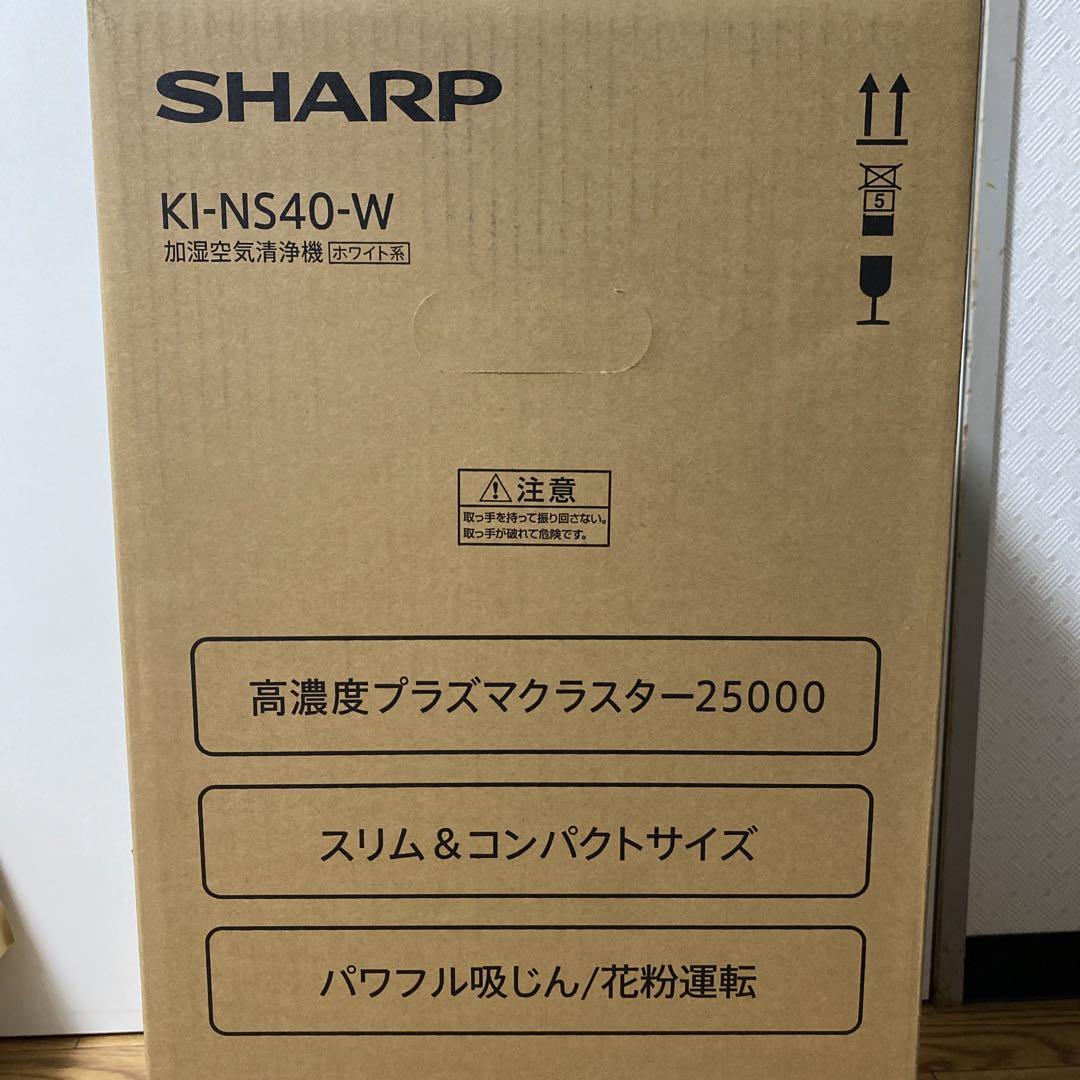 SHARP
KI-NS40-W
加湿空気清浄機 ホワイト系
5
注意
取っ手を持って振り回さない。
取っ手が破れて危険です。
高濃度プラズマクラスター25000
スリム&コンパクトサイズ
パワフル吸じん/花粉運転